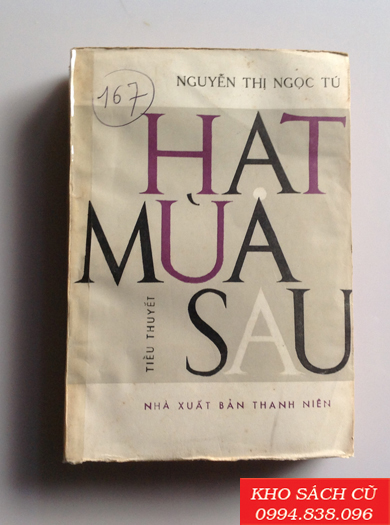 NGUYỄN THỊ NGỌC TÚ
167
HẠT
MÙA
SAU
TIỂU THUYẾT
NHÀ XUẤT BẢN THANH NIÊN
KHO SÁCH CŨ
0994.838.096